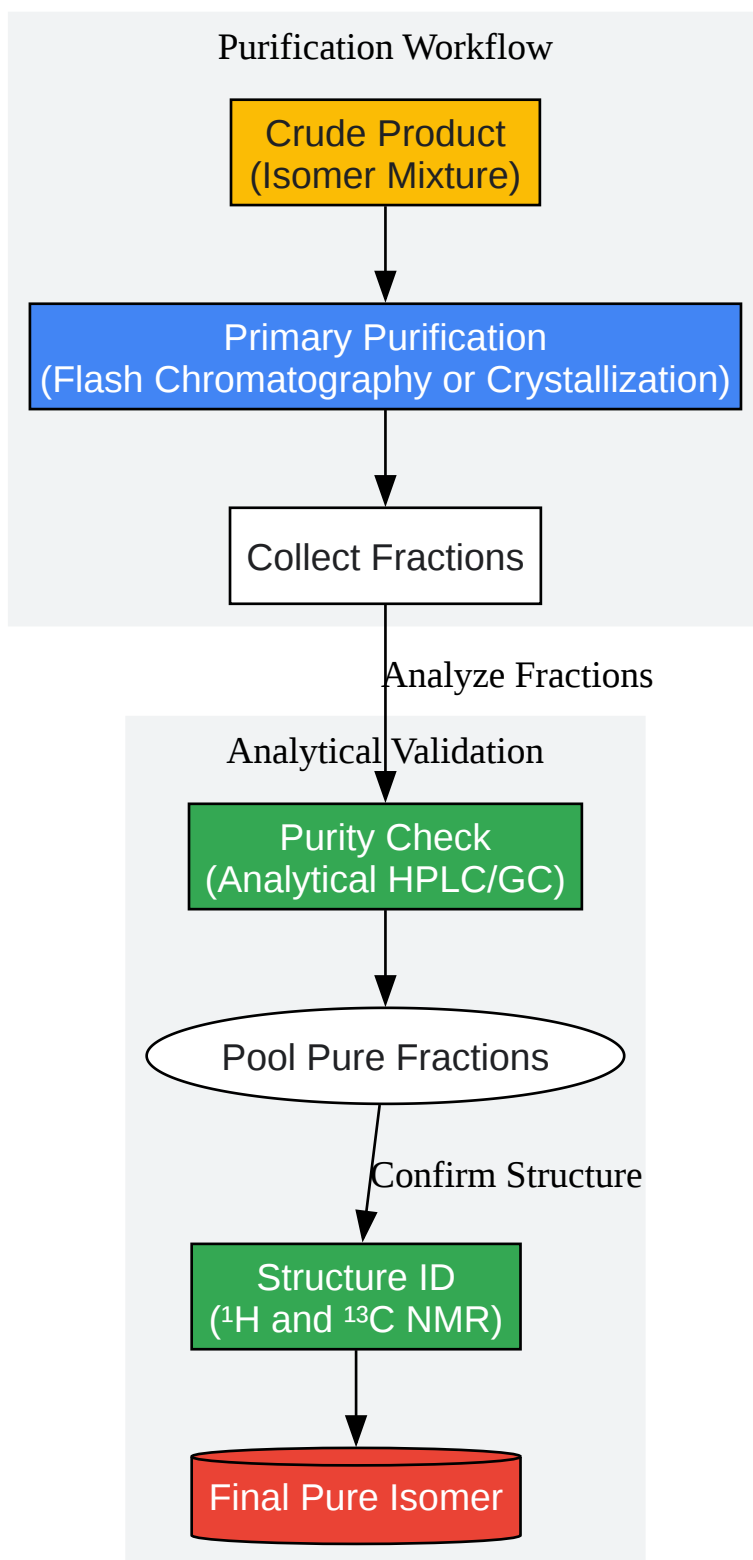 Purification Workflow
Crude Product
(Isomer Mixture)
Primary Purification
(Flash Chromatography or Crystallization)
Collect Fractions
Analyze Fractions
Analytical Validation
Purity Check
(Analytical HPLC/GC)
Pool Pure Fractions
Confirm Structure
Structure ID
(¹H and ¹³C NMR)
Final Pure Isomer